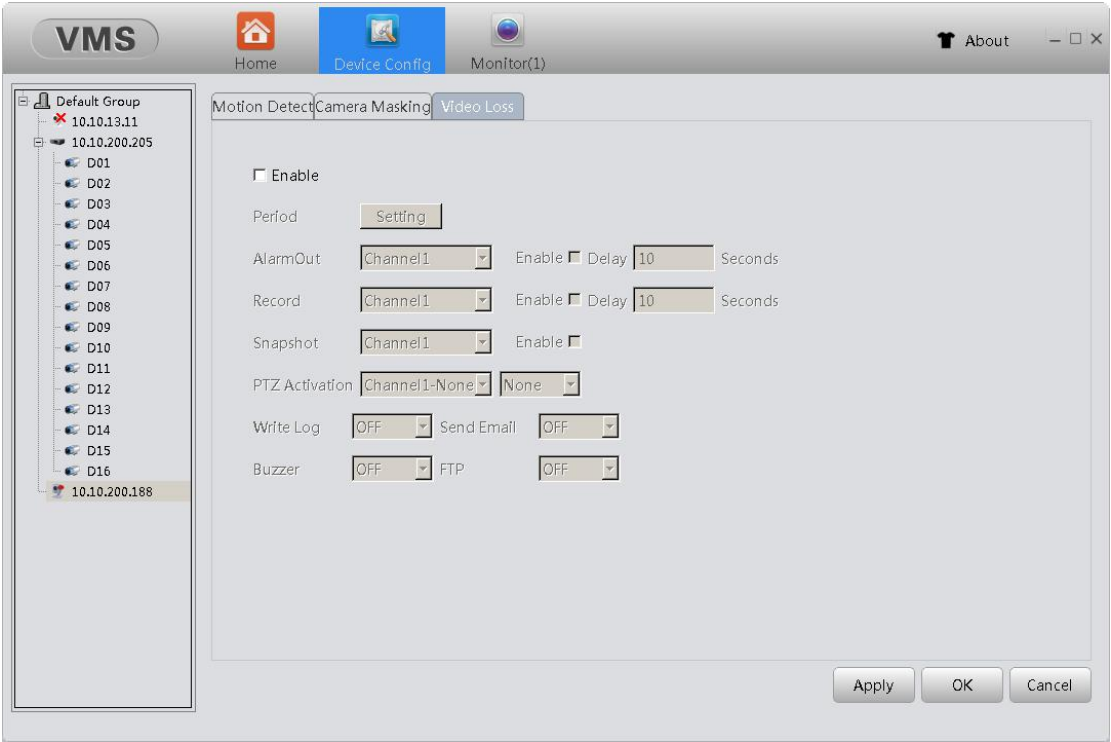 VMS
Home
Device Config
Monitor(1)
About
Default Group
10.10.13.11
10.10.200.205
D01
D02
D03
D04
D05
D06
D07
D08
D09
D10
D11
D12
D13
D14
D15
D16
10.10.200.188
Motion Detect Camera Masking Video Loss
Enable
Period Setting
AlarmOut Channel1 Enable Delay 10 Seconds
Record Channel1 Enable Delay 10 Seconds
Snapshot Channel1 Enable
PTZ Activation Channel1-None None
Write Log OFF Send Email OFF
Buzzer OFF FTP OFF
Apply OK Cancel